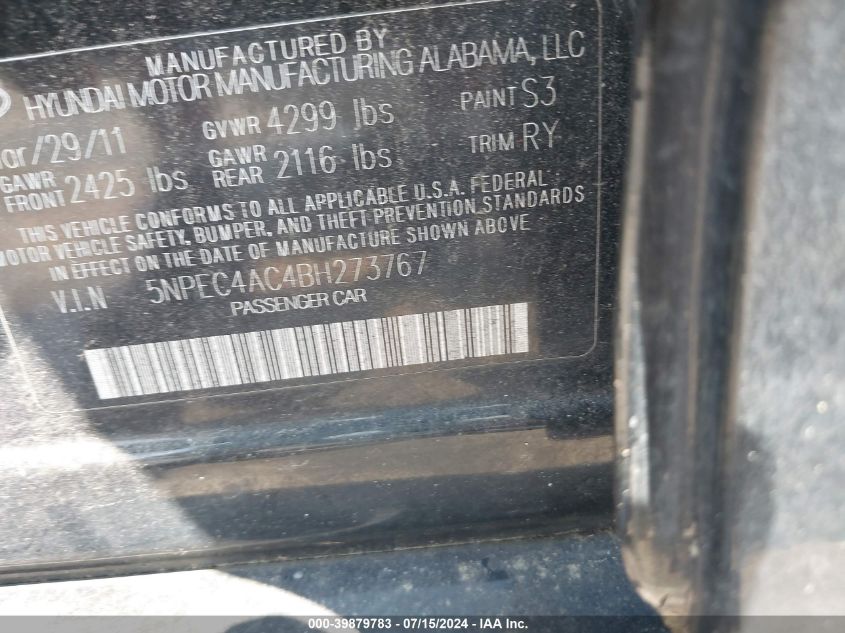 MANUFACTURED BY
HYUNDAI MOTOR MANUFACTURING ALABAMA, LLC
/29/11 GVWR 4299 lbs PAINT S3
GAWR FRONT 2425 lbs GAWR REAR 2116 lbs TRIM RY
THIS VEHICLE CONFORMS TO ALL APPLICABLE U.S.A. FEDERAL
MOTOR VEHICLE SAFETY, BUMPER, AND THEFT PREVENTION STANDARDS
IN EFFECT ON THE DATE OF MANUFACTURE SHOWN ABOVE
V.I.N 5NPEC4AC4BH273767
PASSENGER CAR
000-39879783 - 07/15/2024 - IAA Inc.